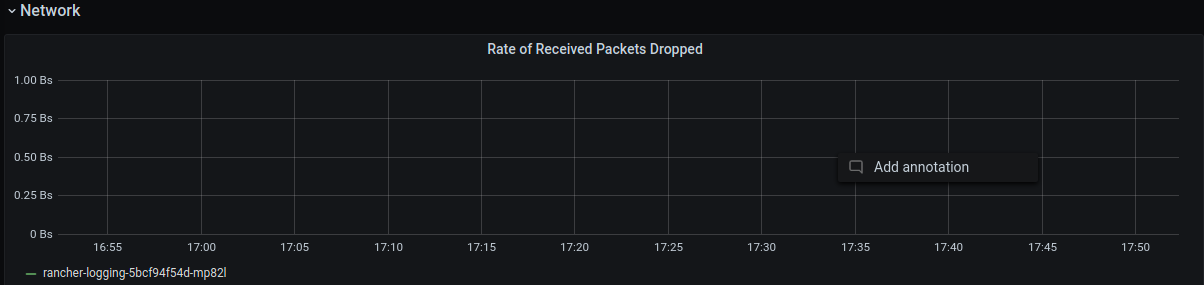 Network
Rate of Received Packets Dropped
1.00 Bs
0.75 Bs
0.50 Bs
0.25 Bs
0 Bs
Add annotation
16:55 17:00 17:05 17:10 17:15 17:20 17:25 17:30 17:35 17:40 17:45 17:50
rancher-logging-5bcf94f54d-mp82l